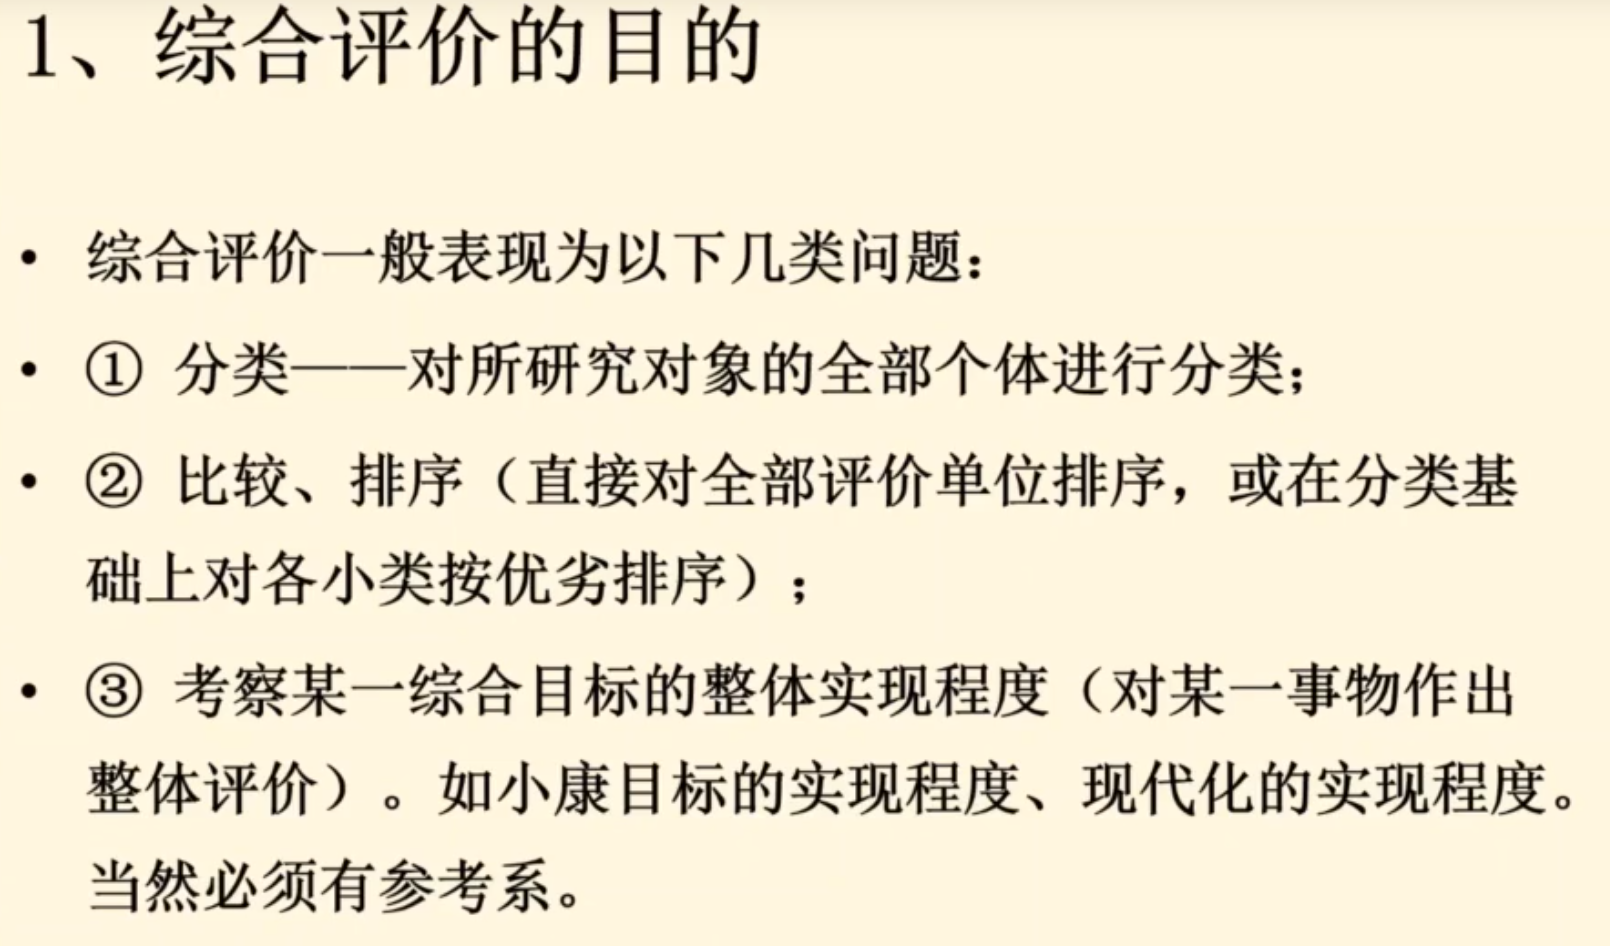 1、综合评价的目的
• 综合评价一般表现为以下几类问题：
• ① 分类——对所研究对象的全部个体进行分类；
• ② 比较、排序（直接对全部评价单位排序，或在分类基
础上对各小类按优劣排序）；
• ③ 考察某一综合目标的整体实现程度（对某一事物作出
整体评价）。如小康目标的实现程度、现代化的实现程度。
当然必须有参考系。